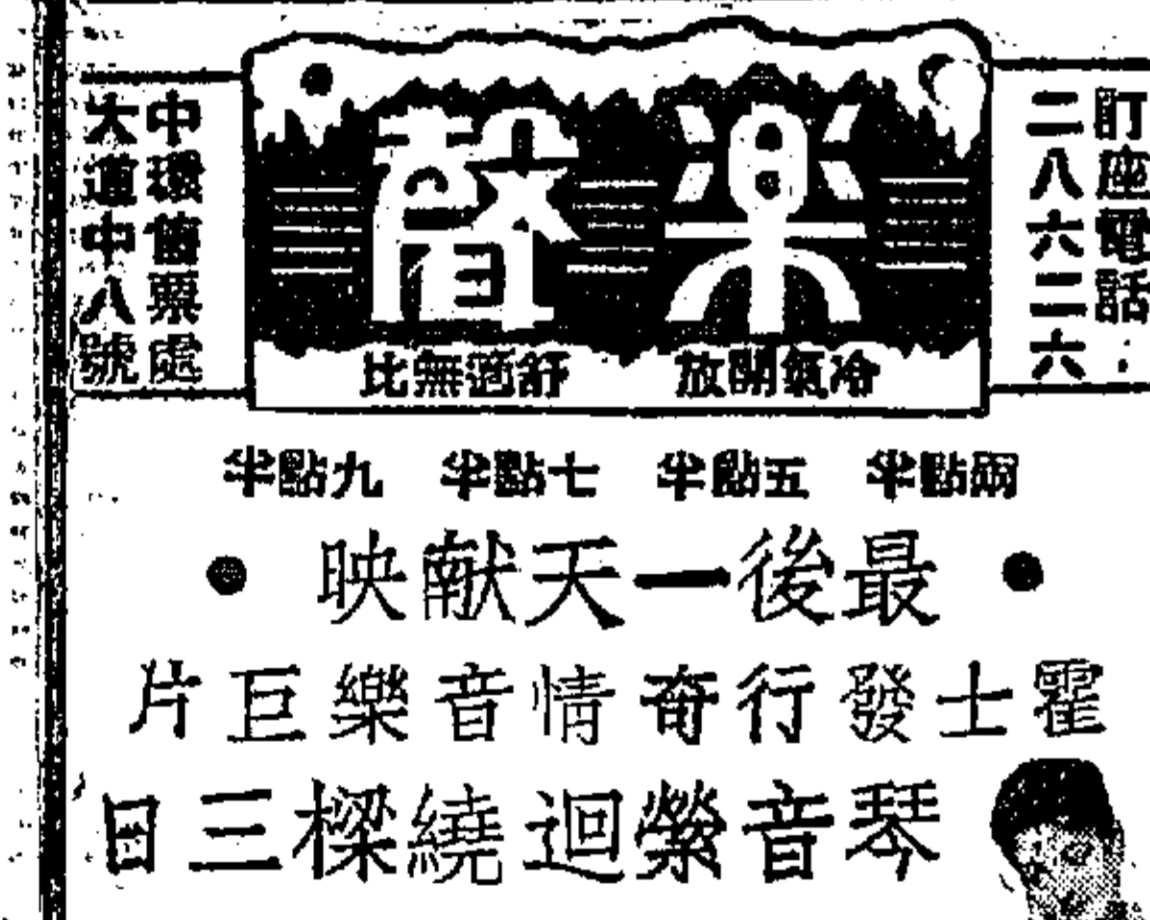 訂座電話：
二八六二六
樂聲
冷氣開放 舒適無比
中環售票處
大道中八號
兩點半 五點半 七點半 九點半
● 最後一天献映 ●
霍士發行奇情音樂巨片
琴音縈迴繞樑三日